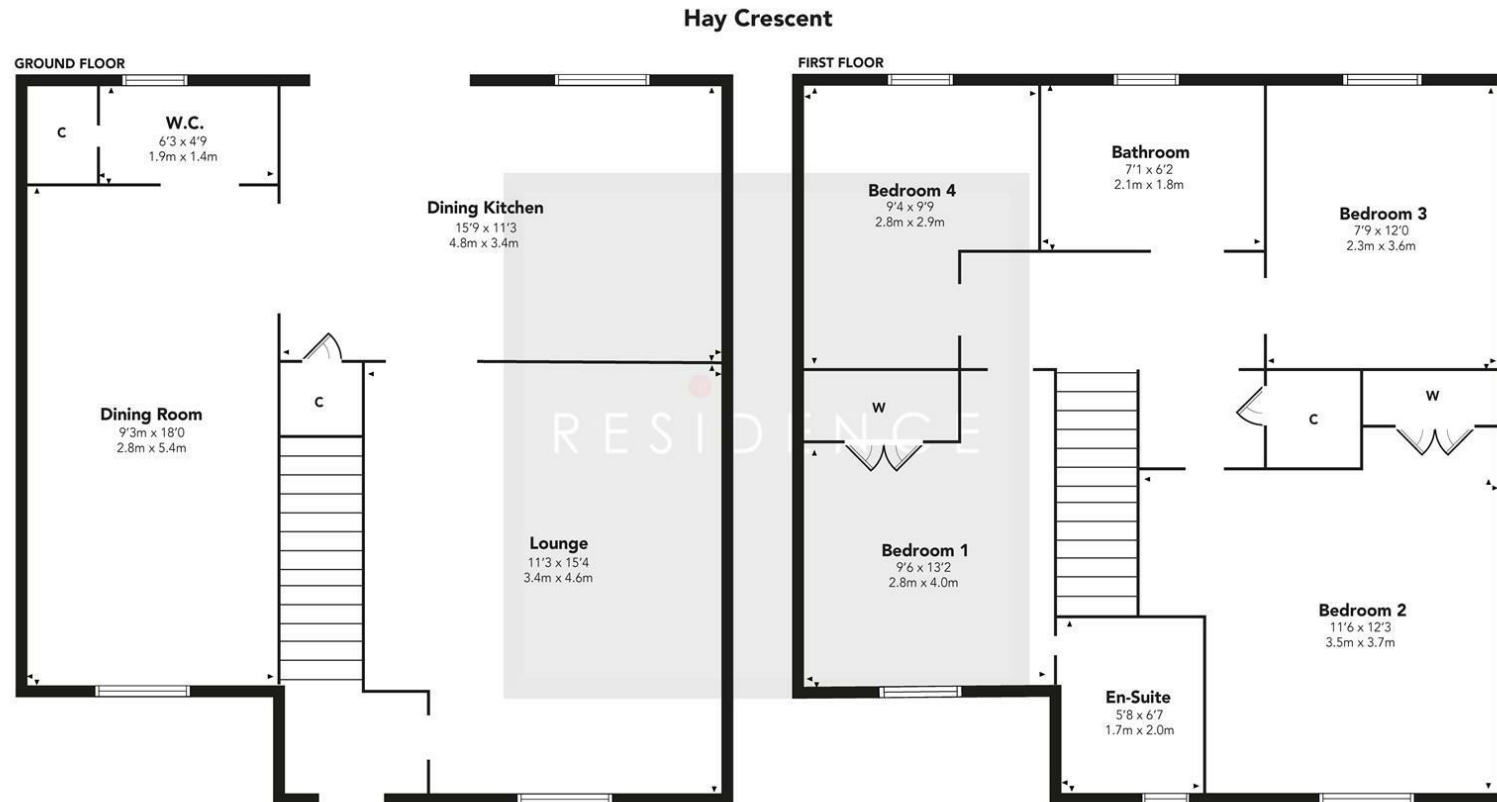 Hay Crescent
GROUND FLOOR
C
W.C.
6'3 x 4'9
1.9m x 1.4m
Dining Kitchen
15'9 x 11'3
4.8m x 3.4m
Dining Room
9'3m x 18'0
2.8m x 5.4m
C
Lounge
11'3 x 15'4
3.4m x 4.6m
FIRST FLOOR
Bedroom 4
9'4 x 9'9
2.8m x 2.9m
Bathroom
7'1 x 6'2
2.1m x 1.8m
Bedroom 3
7'9 x 12'0
2.3m x 3.6m
W
C
W
Bedroom 1
9'6 x 13'2
2.8m x 4.0m
Bedroom 2
11'6 x 12'3
3.5m x 3.7m
En-Suite
5'8 x 6'7
1.7m x 2.0m
RESiDENCE